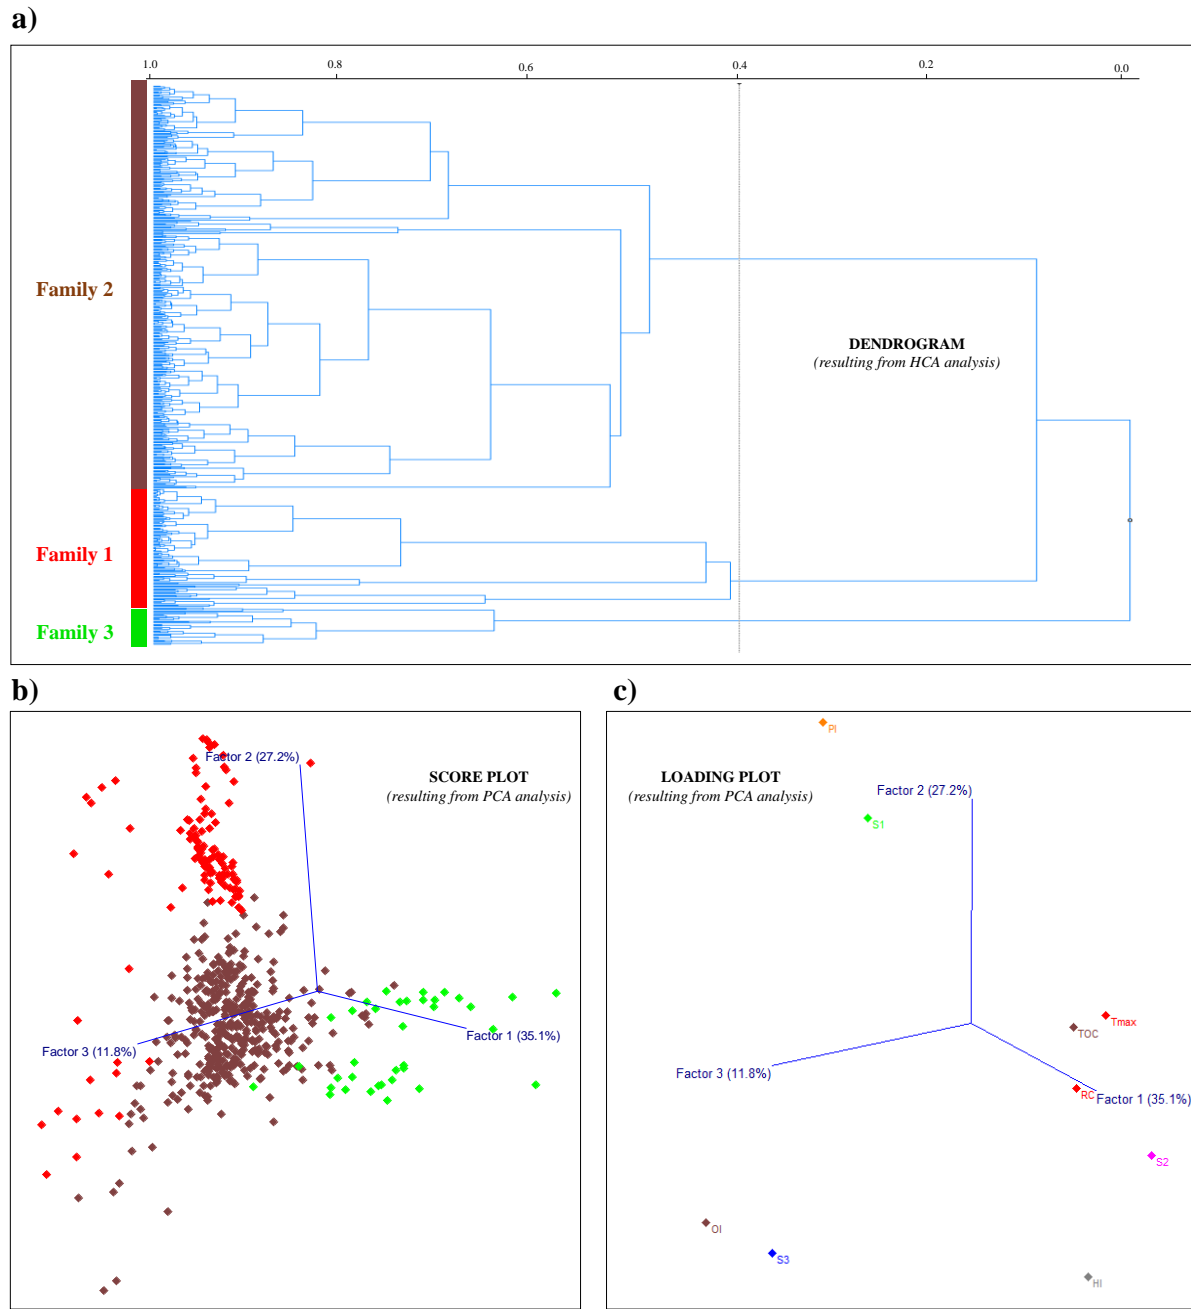 a)
1.0 0.8 0.6 0.4 0.2 0.0
Family 2
DENDROGRAM
(resulting from HCA analysis)
Family 1
Family 3
b)
Factor 2 (27.2%)
SCORE PLOT
(resulting from PCA analysis)
Factor 1 (35.1%)
Factor 3 (11.8%)
c)
PI
LOADING PLOT
(resulting from PCA analysis)
Factor 2 (27.2%)
S1
Tmax
TOC
Factor 3 (11.8%)
RC
Factor 1 (35.1%)
S2
OI
S3
HI